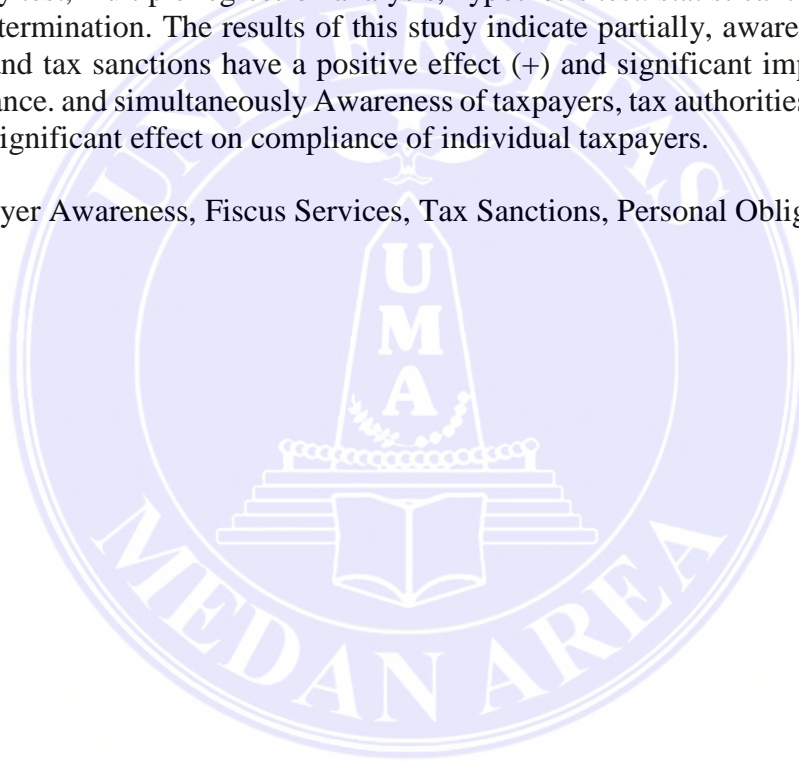 termination. The results of this study indicate partially, aware
and tax sanctions have a positive effect (+) and significant imp
ance. and simultaneously Awareness of taxpayers, tax authorities
significant effect on compliance of individual taxpayers.
yer Awareness, Fiscus Services, Tax Sanctions, Personal Oblig
UNIVERSITAS
U
M
A
MEDAN AREA